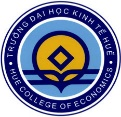 TRƯỜNG ĐẠI HỌC KINH TẾ HUẾ
HUE COLLEGE OF ECONOMICS